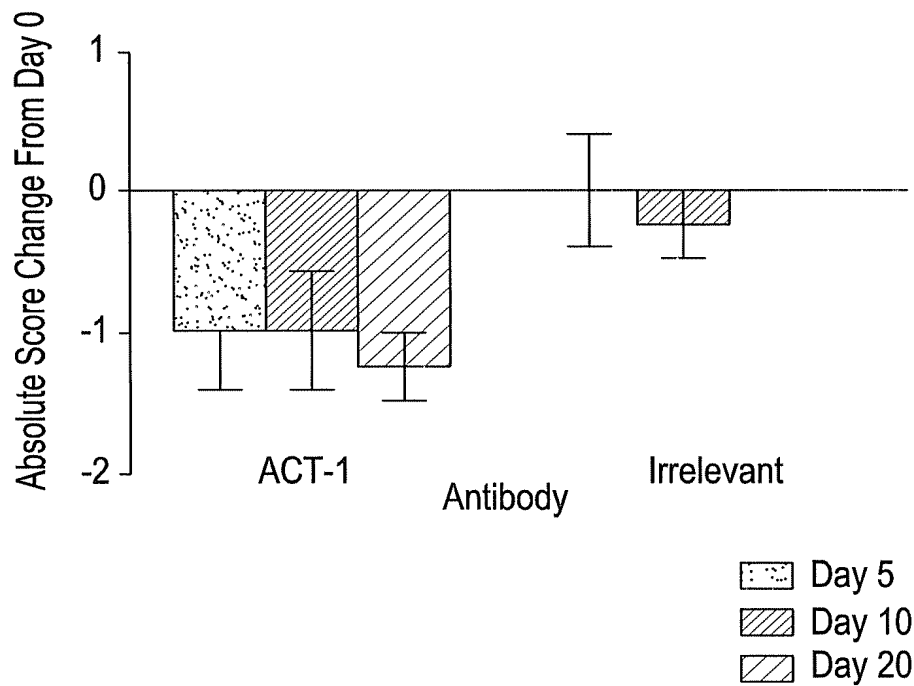 Absolute Score Change From Day 0
1
0
-1
-2
ACT-1
Irrelevant
Antibody
Day 5
Day 10
Day 20